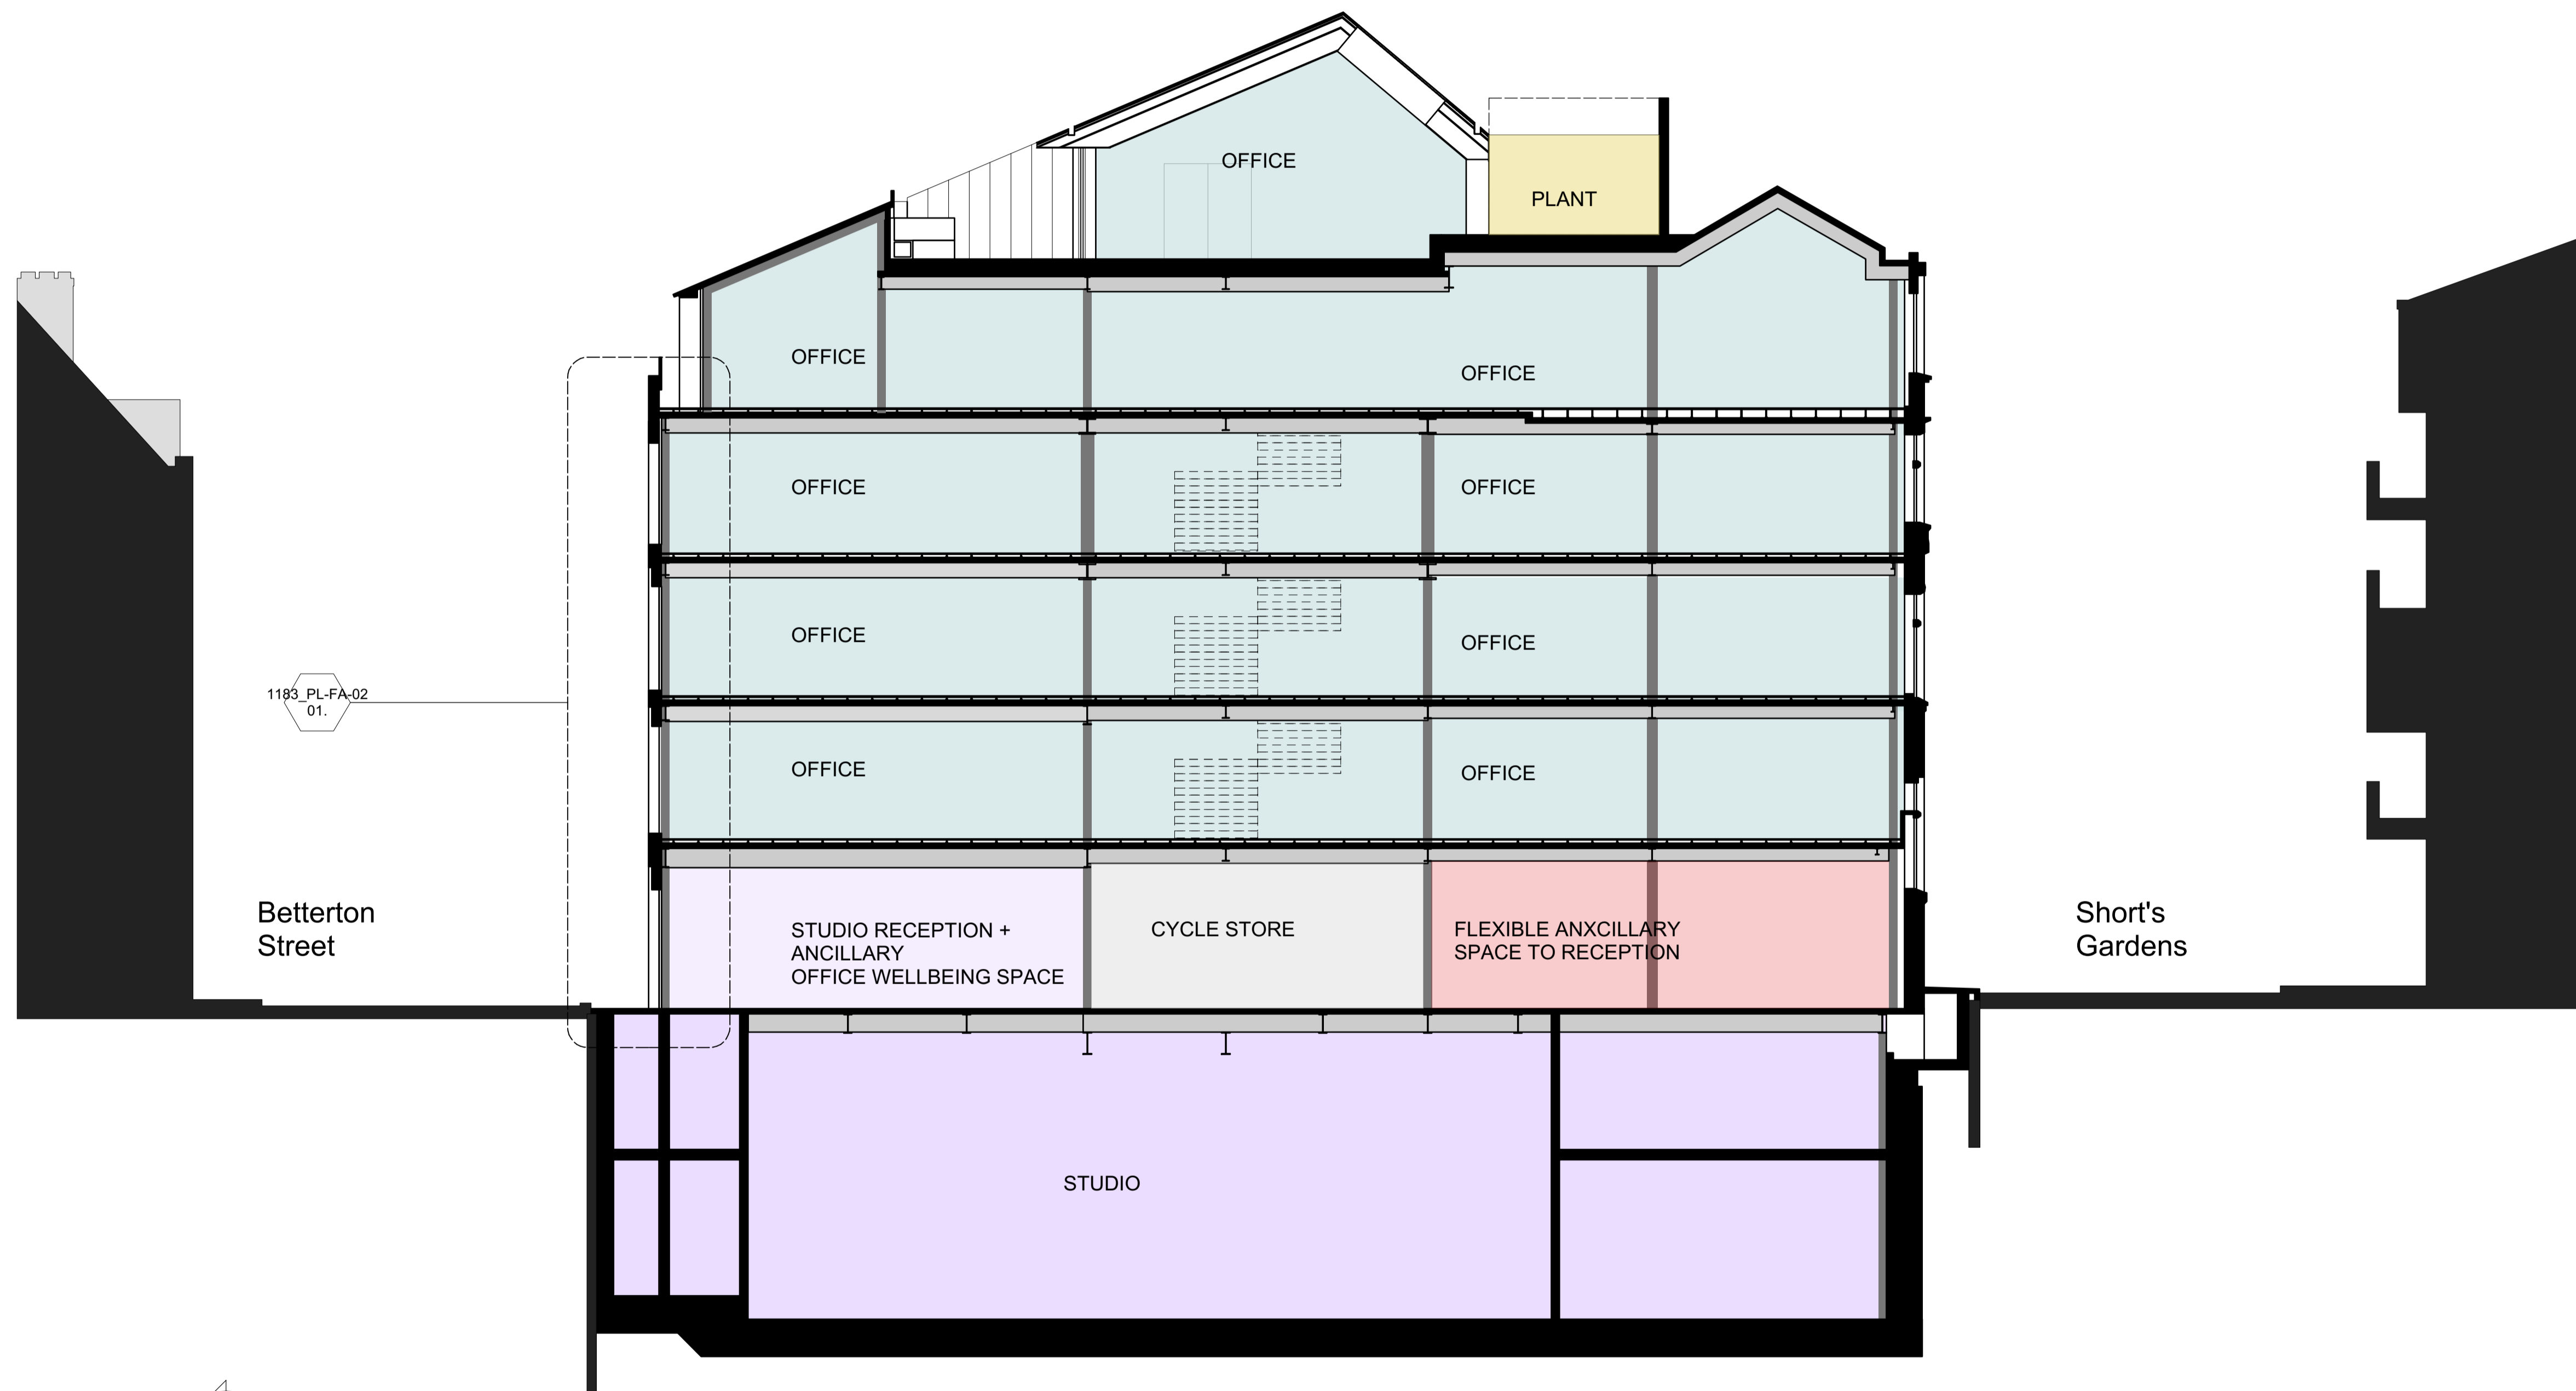 OFFICE
PLANT
OFFICE
OFFICE
OFFICE
OFFICE
OFFICE
OFFICE
1183_PL-FA-02
01.
OFFICE
OFFICE
Betterton
Street
STUDIO RECEPTION +
ANCILLARY
OFFICE WELLBEING SPACE
CYCLE STORE
FLEXIBLE ANXCILLARY
SPACE TO RECEPTION
Short's
Gardens
STUDIO